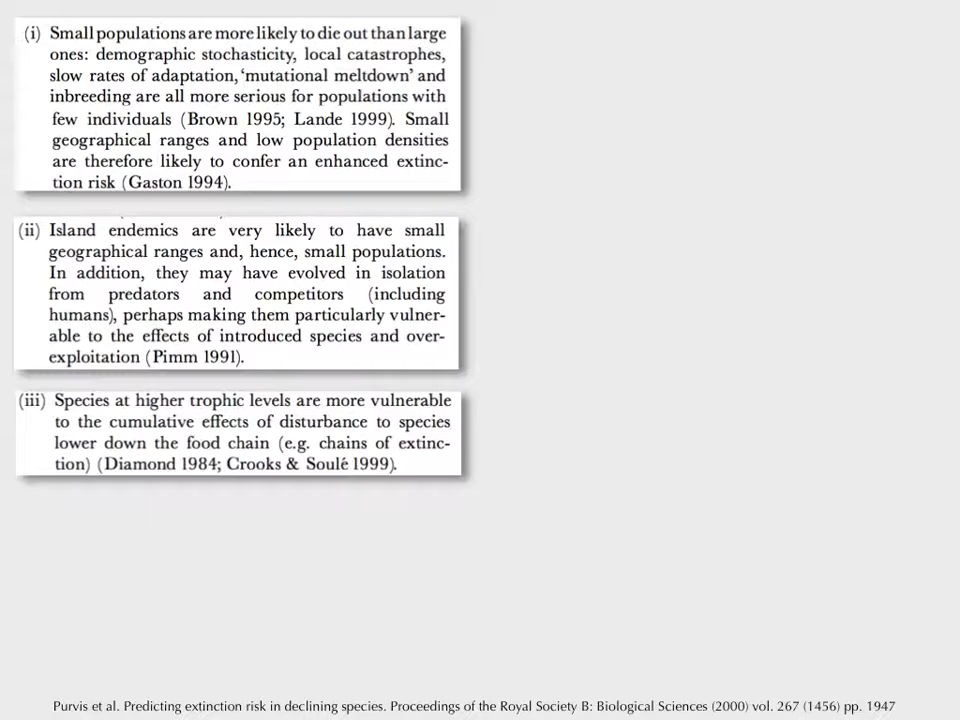 (i) Small populations are more likely to die out than large
ones: demographic stochasticity, local catastrophes,
slow rates of adaptation, ‘mutational meltdown’ and
inbreeding are all more serious for populations with
few individuals (Brown 1995; Lande 1999). Small
geographical ranges and low population densities
are therefore likely to confer an enhanced extinc-
tion risk (Gaston 1994).
(ii) Island endemics are very likely to have small
geographical ranges and, hence, small populations.
In addition, they may have evolved in isolation
from predators and competitors (including
humans), perhaps making them particularly vulner-
able to the effects of introduced species and over-
exploitation (Pimm 1991).
(iii) Species at higher trophic levels are more vulnerable
to the cumulative effects of disturbance to species
lower down the food chain (e.g. chains of extinc-
tion) (Diamond 1984; Crooks & Soulé 1999).
Purvis et al. Predicting extinction risk in declining species. Proceedings of the Royal Society B: Biological Sciences (2000) vol. 267 (1456) pp. 1947